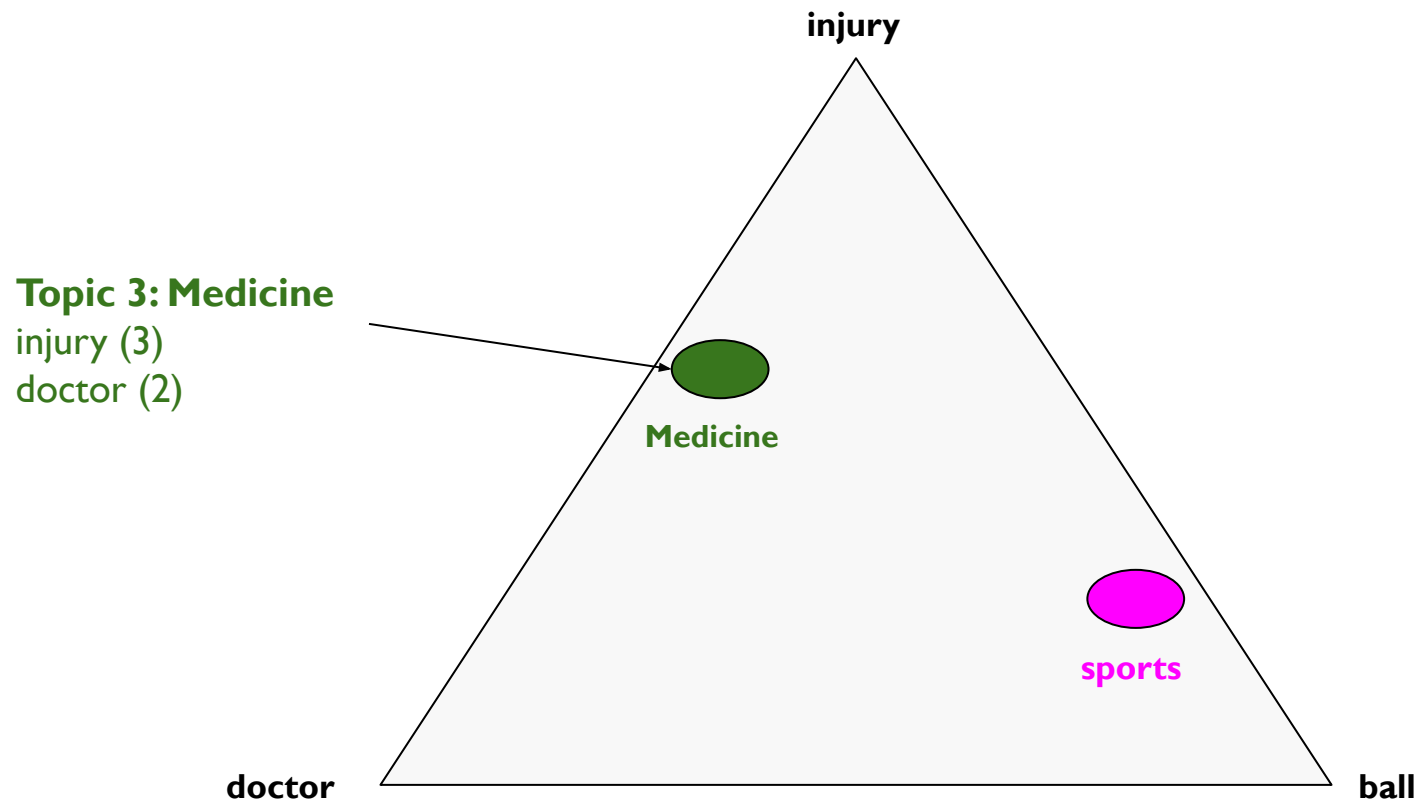 injury
Topic 3: Medicine
injury (3)
doctor (2)
Medicine
sports
doctor
ball